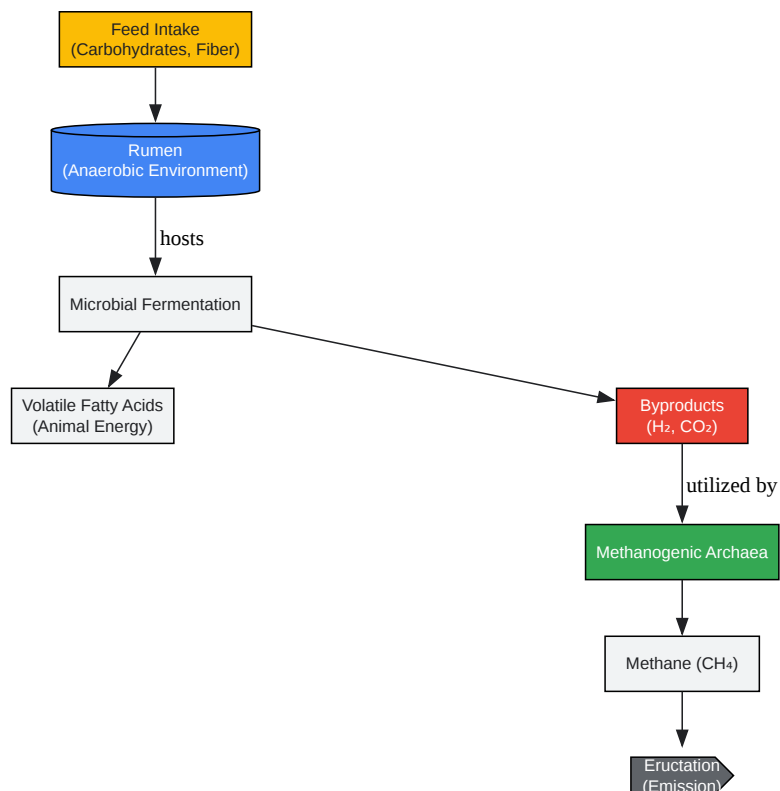 Feed Intake
(Carbohydrates, Fiber)
Rumen
(Anaerobic Environment)
hosts
Microbial Fermentation
Volatile Fatty Acids
(Animal Energy)
Byproducts
(H₂, CO₂)
utilized by
Methanogenic Archaea
Methane (CH₄)
Eructation
(Emission)